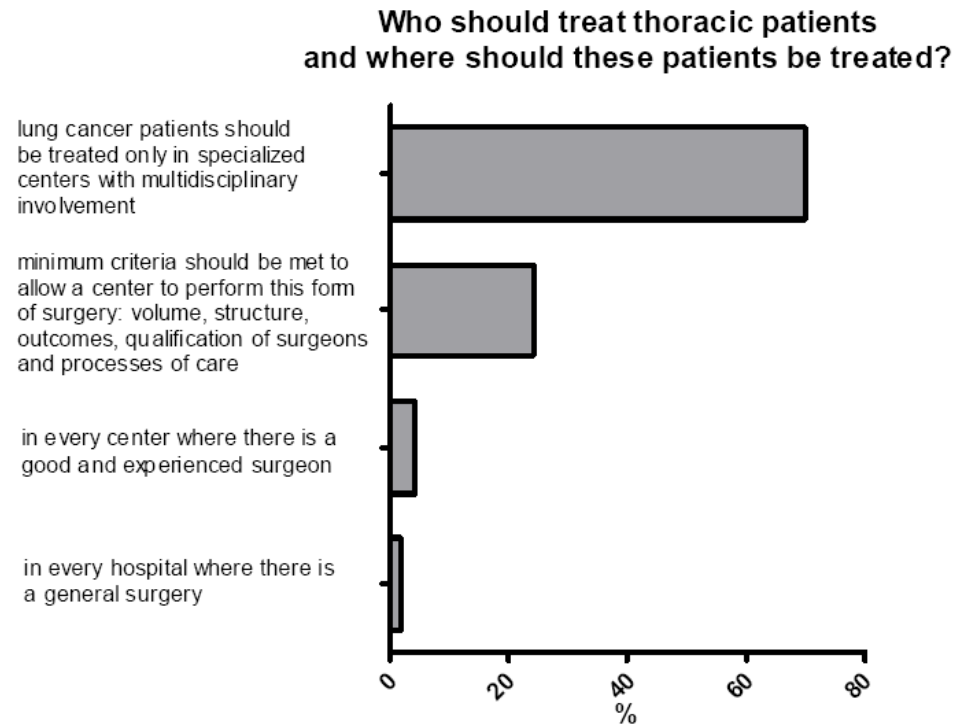 Who should treat thoracic patients
and where should these patients be treated?
lung cancer patients should
be treated only in specialized
centers with multidisciplinary
involvement
minimum criteria should be met to
allow a center to perform this form
of surgery: volume, structure,
outcomes, qualification of surgeons
and processes of care
in every center where there is a
good and experienced surgeon
in every hospital where there is
a general surgery
0 20 40 60 80
%